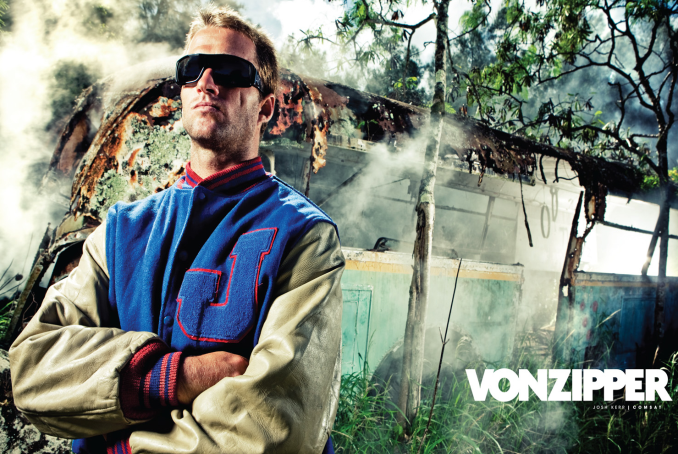 J
VONZIPPER
JOSH KERR | COMBAT